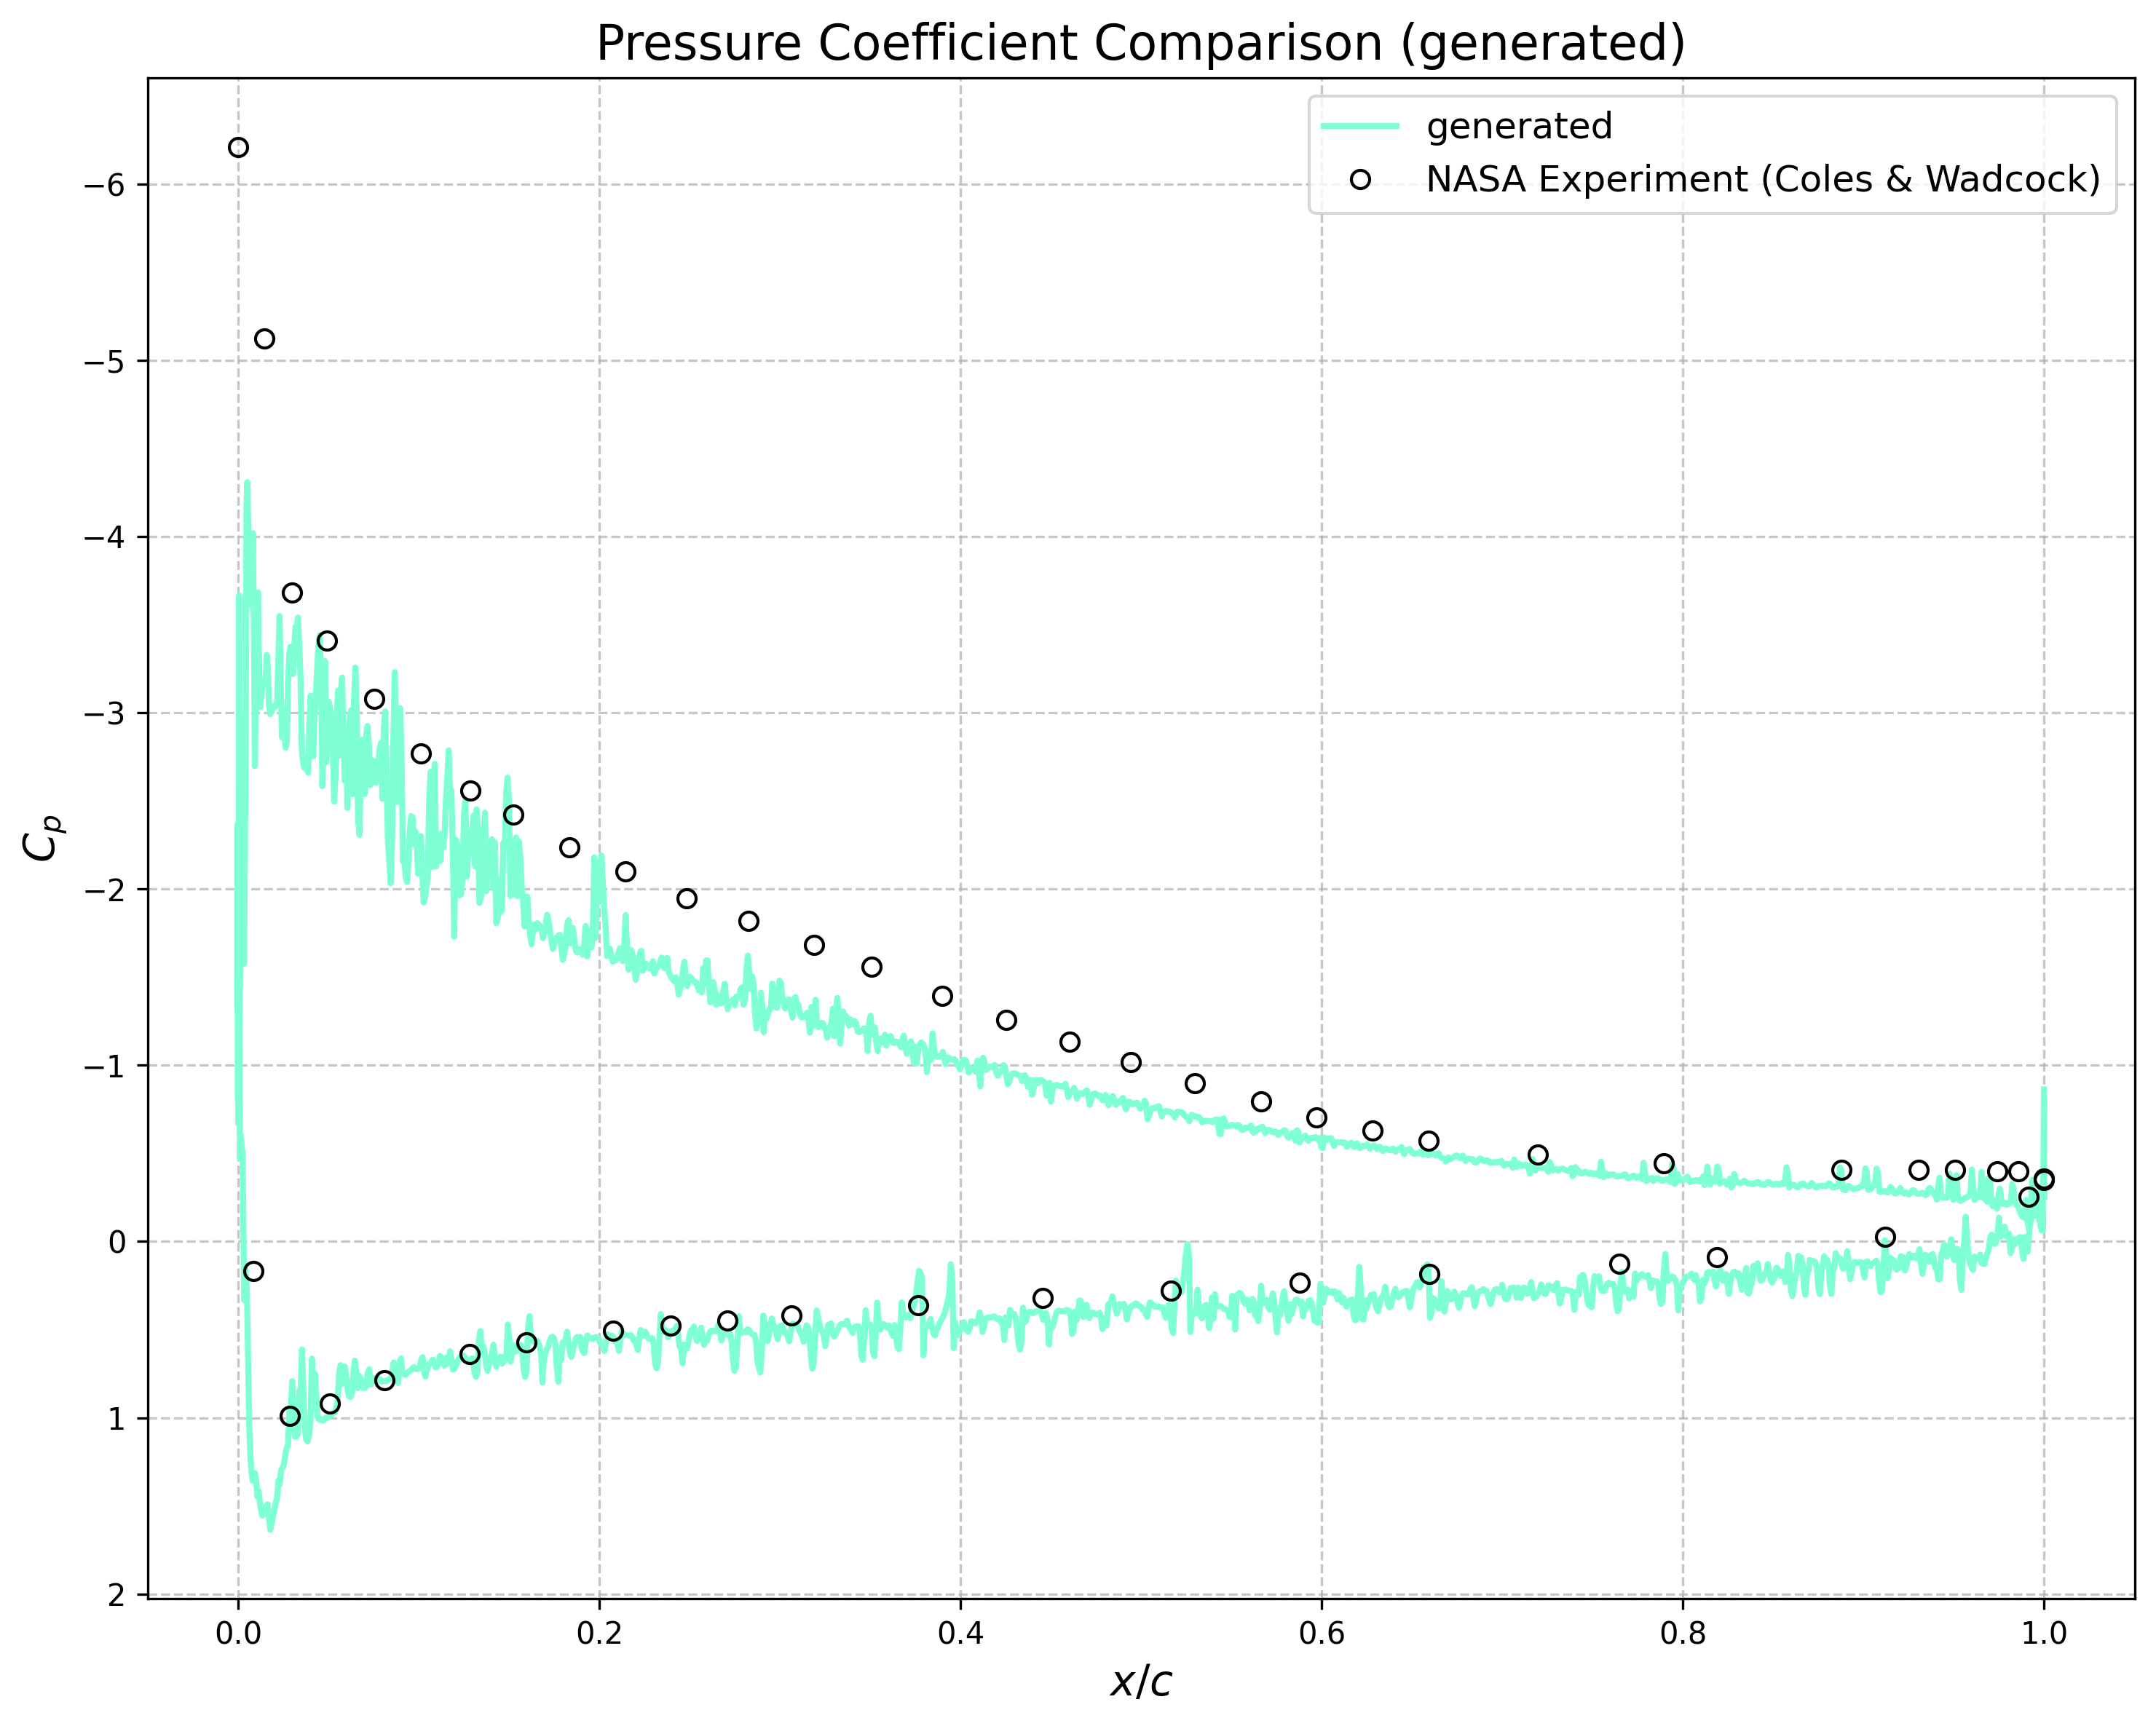 Pressure Coefficient Comparison (generated)
generated
NASA Experiment (Coles & Wadcock)
−6
−5
−4
−3
−2
−1
0
1
2
Cp
0.0 0.2 0.4 0.6 0.8 1.0
x/c